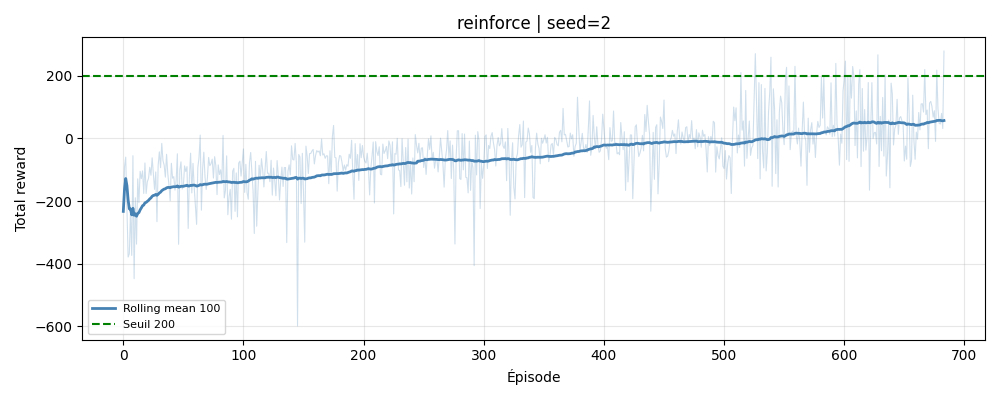 reinforce | seed=2
Total reward
200
0
−200
−400
−600
Rolling mean 100
Seuil 200
0
100
200
300
400
500
600
700
Épisode